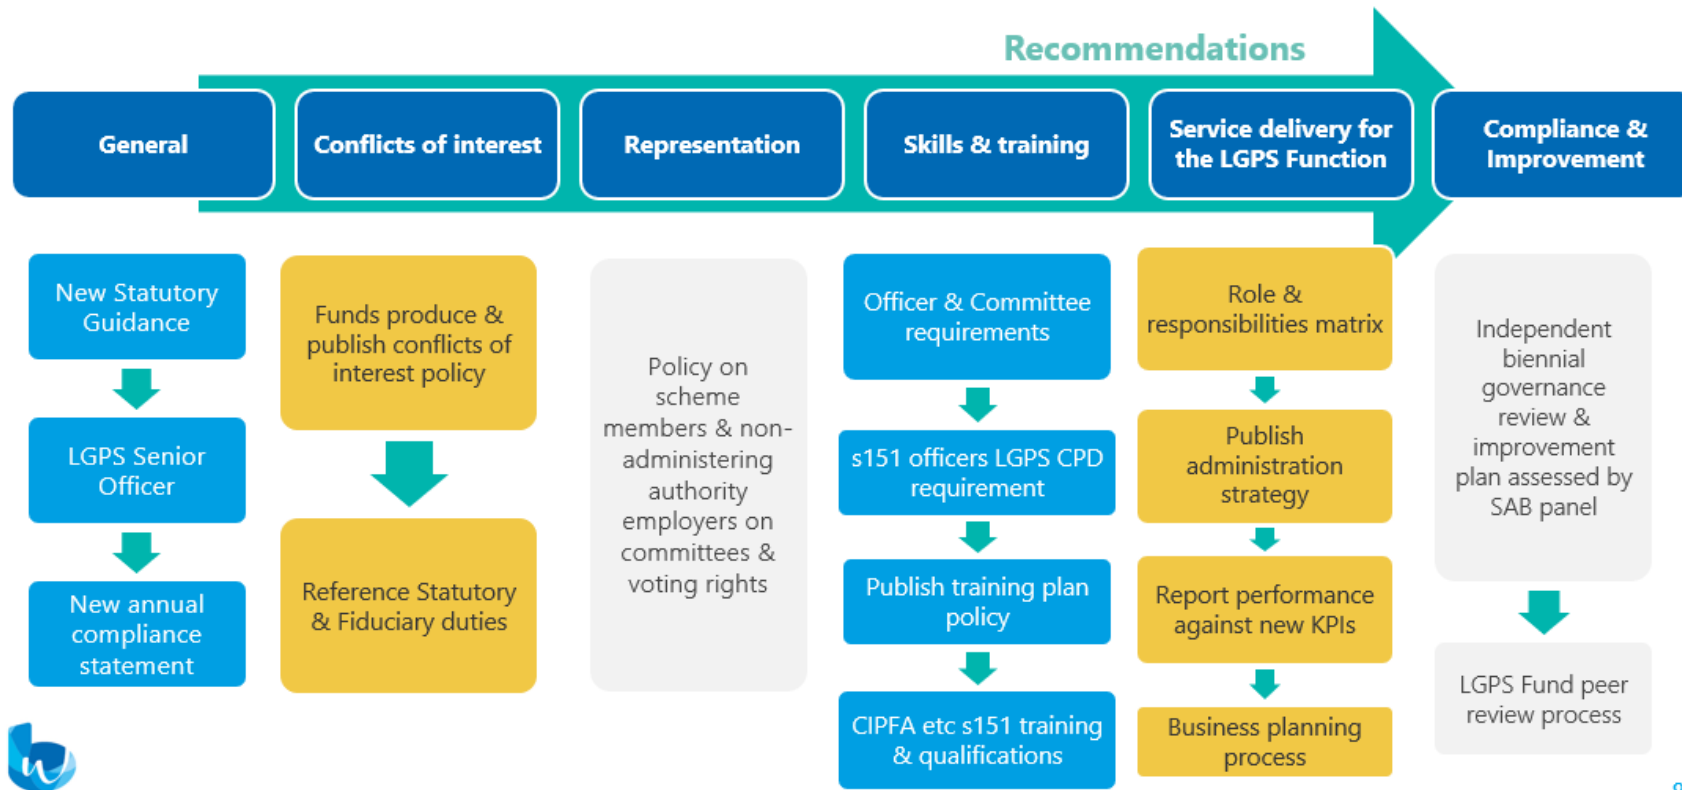 Recommendations
General
Conflicts of interest
Representation
Skills & training
Service delivery for
the LGPS Function
Compliance &
Improvement
New Statutory
Guidance
LGPS Senior
Officer
New annual
compliance
statement
Funds produce &
publish conflicts of
interest policy
Reference Statutory
& Fiduciary duties
Policy on
scheme
members & non-
administering
authority
employers on
committees &
voting rights
Officer & Committee
requirements
s151 officers LGPS CPD
requirement
Publish training plan
policy
CIPFA etc s151 training
& qualifications
Role &
responsibilities matrix
Publish
administration
strategy
Report performance
against new KPIs
Business planning
process
Independent
biennial
governance
review &
improvement
plan assessed by
SAB panel
LGPS Fund peer
review process